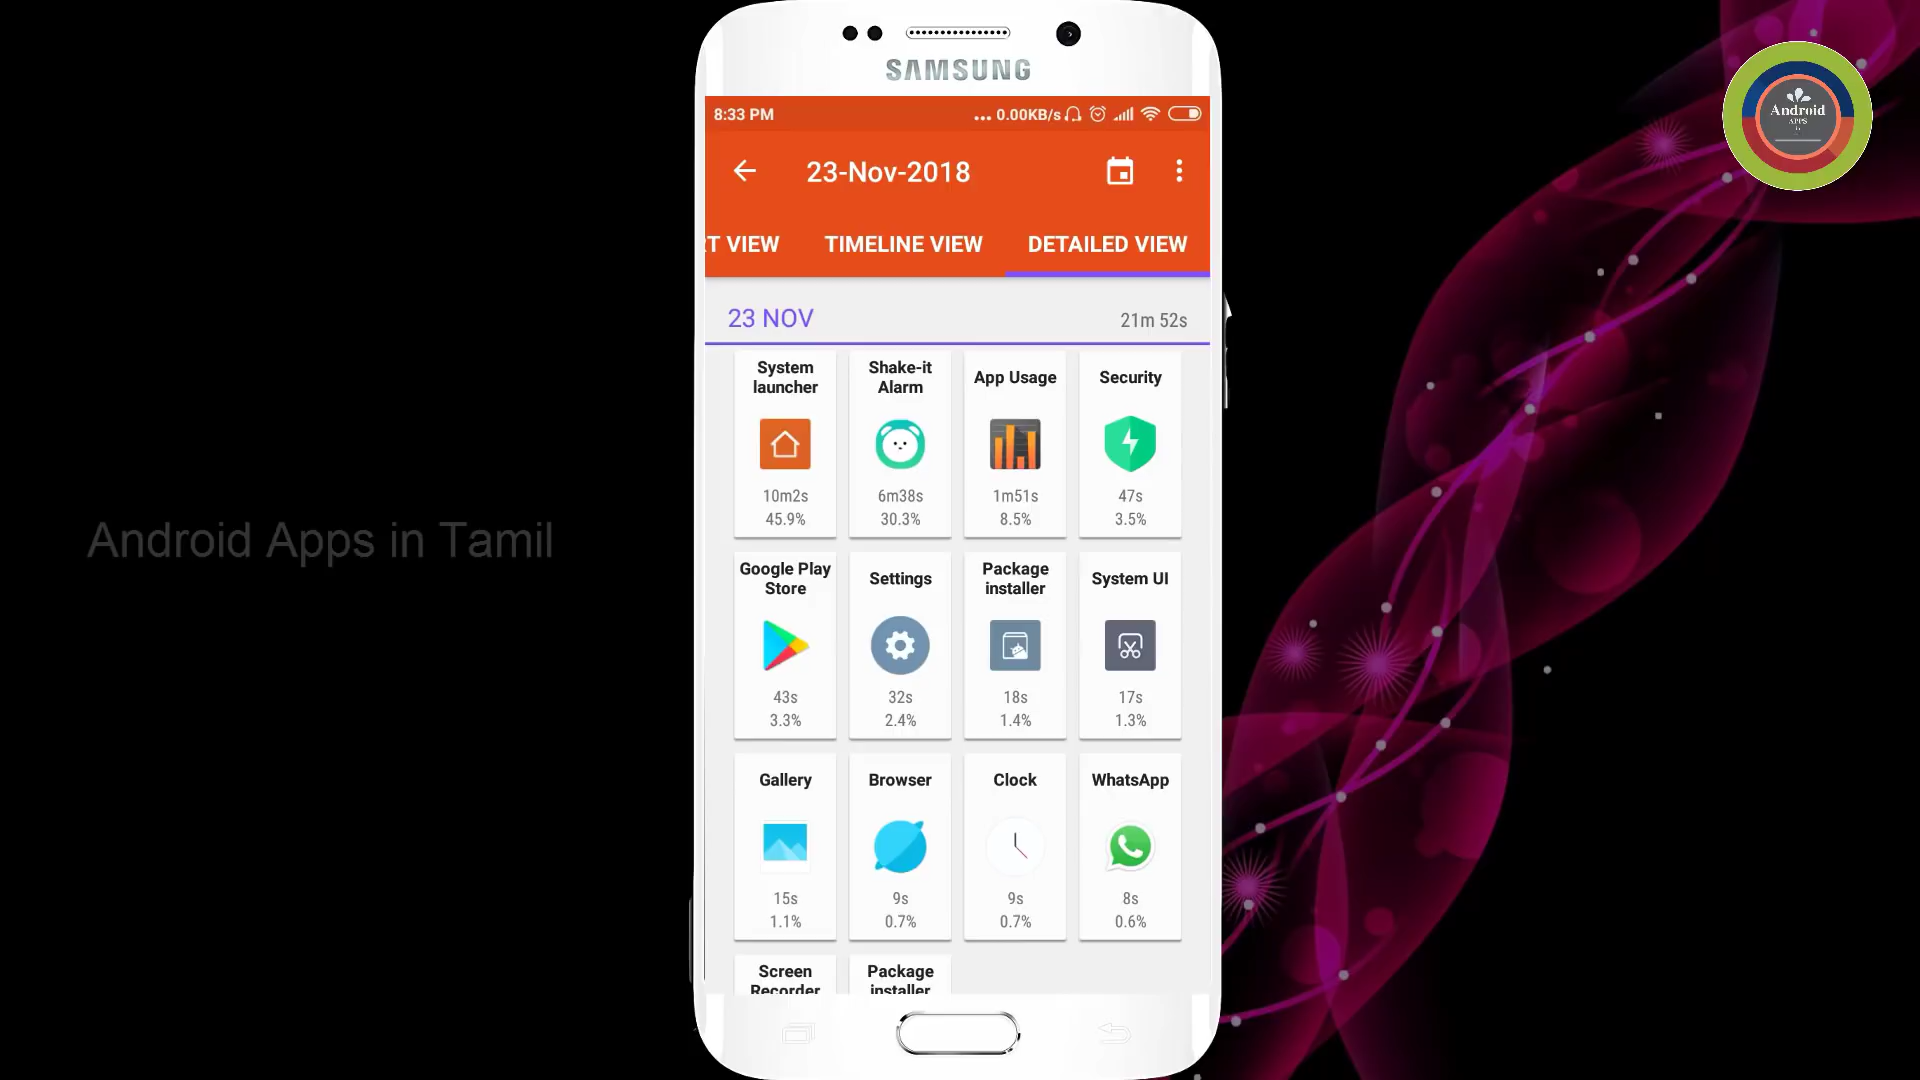 SAMSUNG
8:33 PM
... 0.00KB/s
23-Nov-2018
T VIEW
TIMELINE VIEW
DETAILED VIEW
23 NOV
21m 52s
System
launcher
10m2s
45.9%
Shake-it
Alarm
6m38s
30.3%
App Usage
1m51s
8.5%
Security
47s
3.5%
Google Play
Store
43s
3.3%
Settings
32s
2.4%
Package
installer
18s
1.4%
System UI
17s
1.3%
Gallery
15s
1.1%
Browser
9s
0.7%
Clock
9s
0.7%
WhatsApp
8s
0.6%
Screen
Recorder
Package
installer
Android Apps in Tamil
Android
APPS